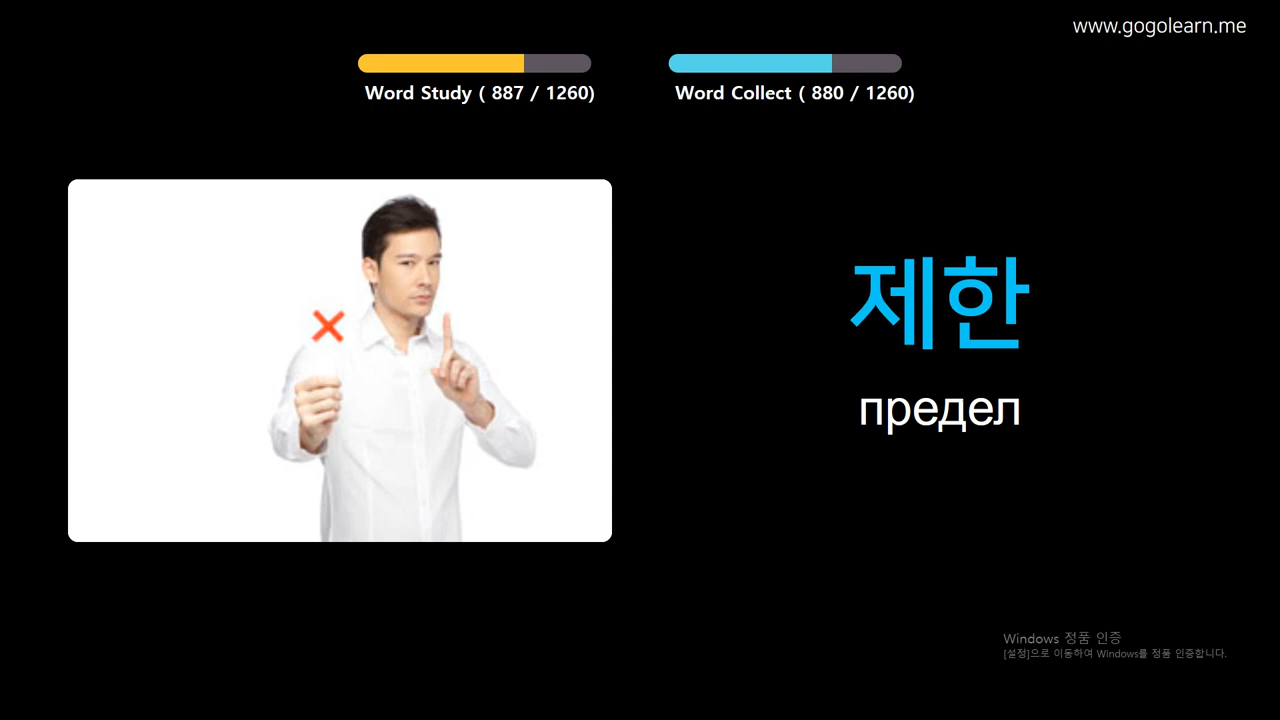 www.gogolearn.me
Word Study ( 887 / 1260)
Word Collect ( 880 / 1260)
제한
предел
Windows 정품 인증
[설정]으로 이동하여 Windows를 정품 인증합니다.